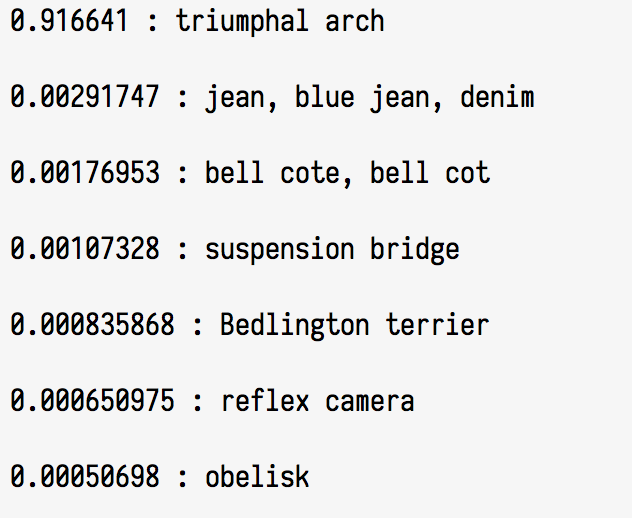 0.916641 : triumphal arch
0.00291747 : jean, blue jean, denim
0.00176953 : bell cote, bell cot
0.00107328 : suspension bridge
0.000835868 : Bedlington terrier
0.000650975 : reflex camera
0.00050698 : obelisk